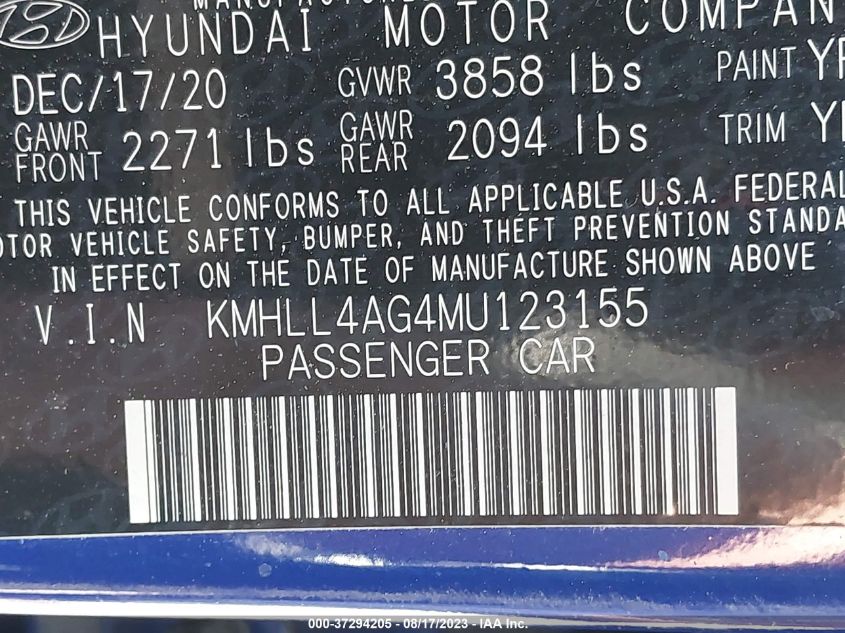 MANUFACTURED
HYUNDAI MOTOR COMPAN
DEC/17/20 GVWR 3858 lbs PAINT
GAWR FRONT 2271 lbs GAWR REAR 2094 lbs TRIM
THIS VEHICLE CONFORMS TO ALL APPLICABLE U.S.A. FEDERAL
OTOR VEHICLE SAFETY, BUMPER, AND THEFT PREVENTION STANDA
IN EFFECT ON THE DATE OF MANUFACTURE SHOWN ABOVE
V.I.N KMHLL4AG4MU123155
PASSENGER CAR
000-37294205 - 08/17/2023 - IAA Inc.